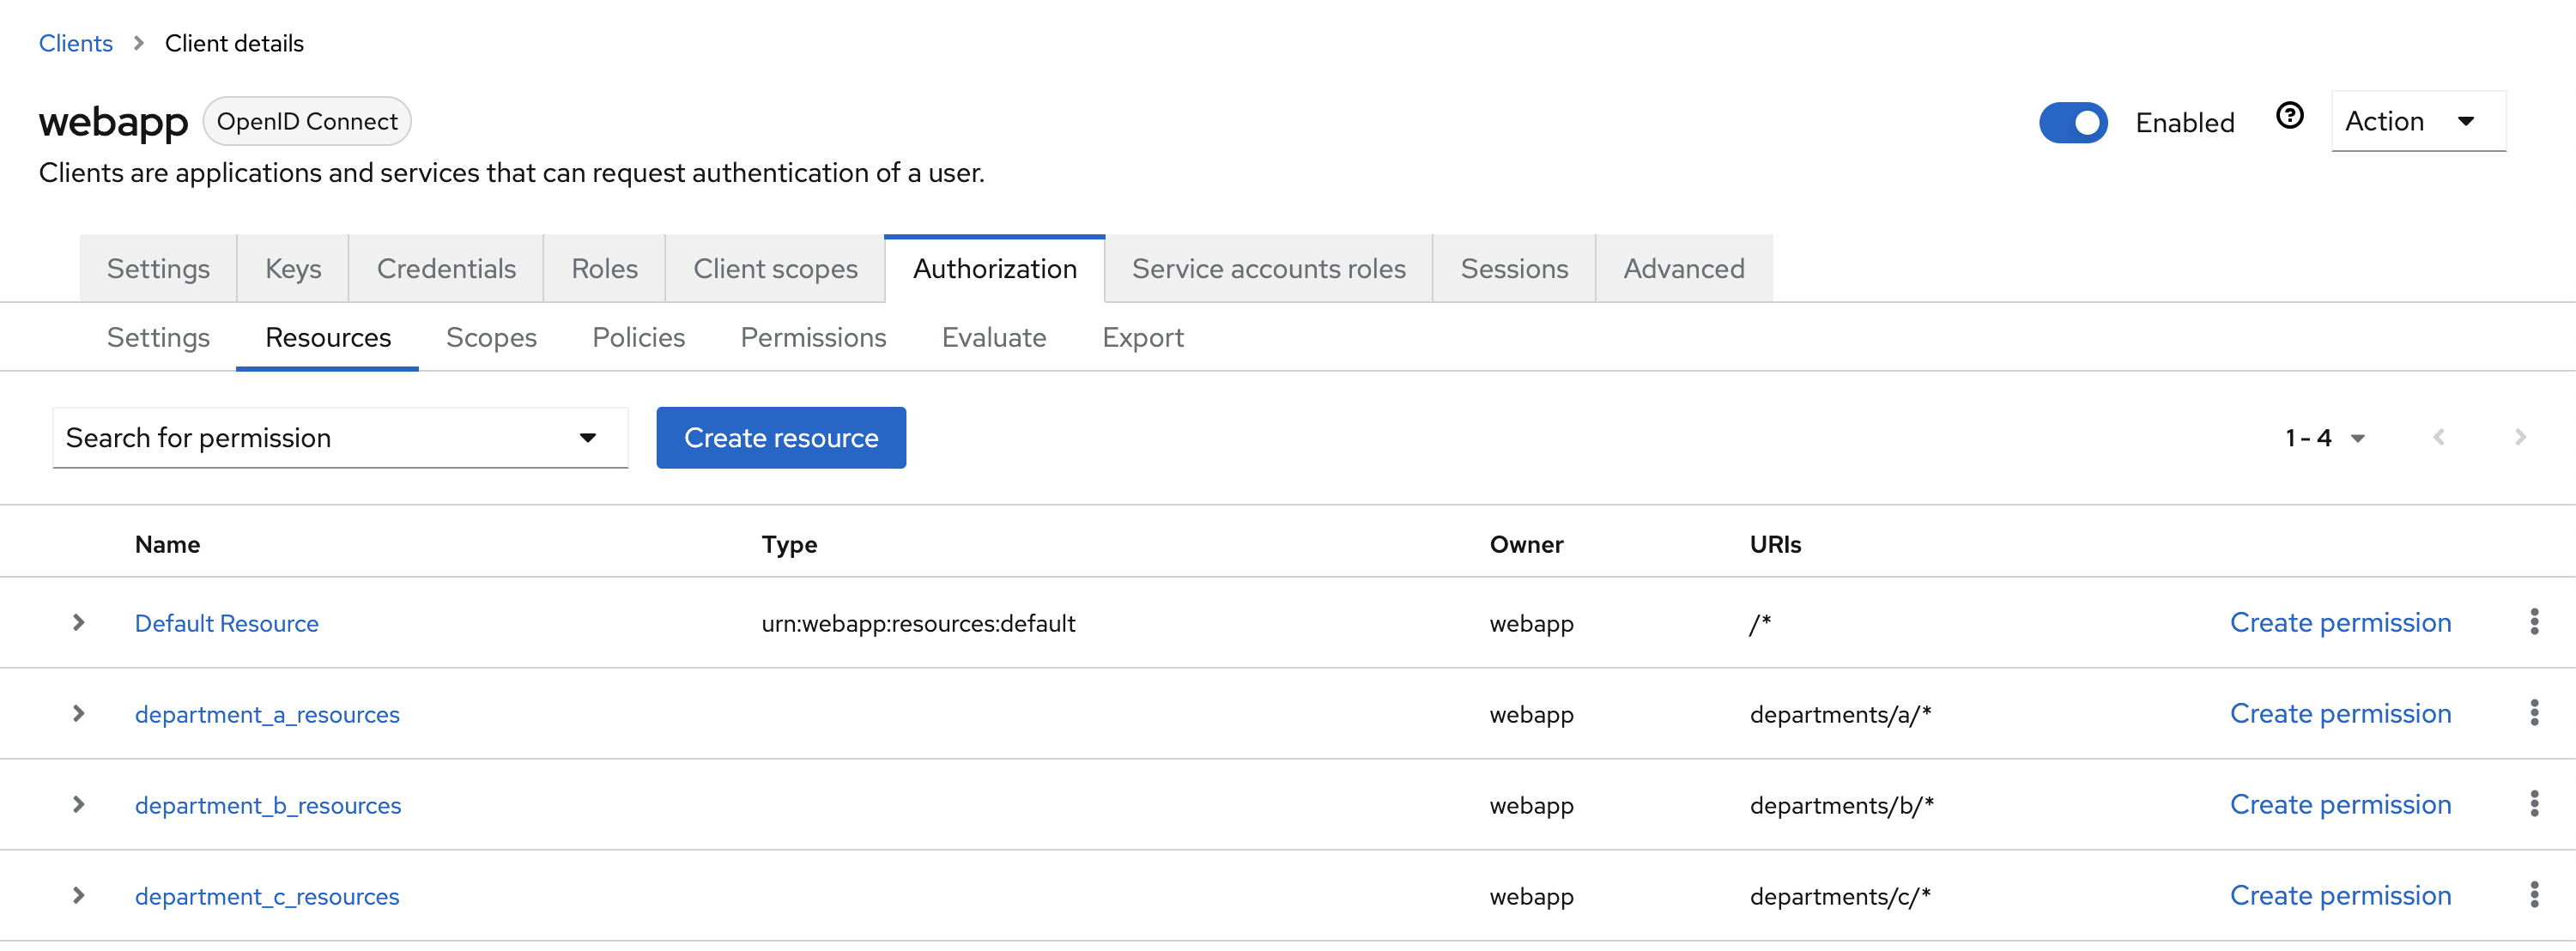 Clients > Client details
webapp OpenID Connect
Enabled ? Action
Clients are applications and services that can request authentication of a user.
Settings Keys Credentials Roles Client scopes Authorization Service accounts roles Sessions Advanced
Settings Resources Scopes Policies Permissions Evaluate Export
Search for permission Create resource 1 - 4
Name Type Owner URIs
Default Resource urn:webapp:resources:default webapp /* Create permission
department_a_resources webapp departments/a/* Create permission
department_b_resources webapp departments/b/* Create permission
department_c_resources webapp departments/c/* Create permission